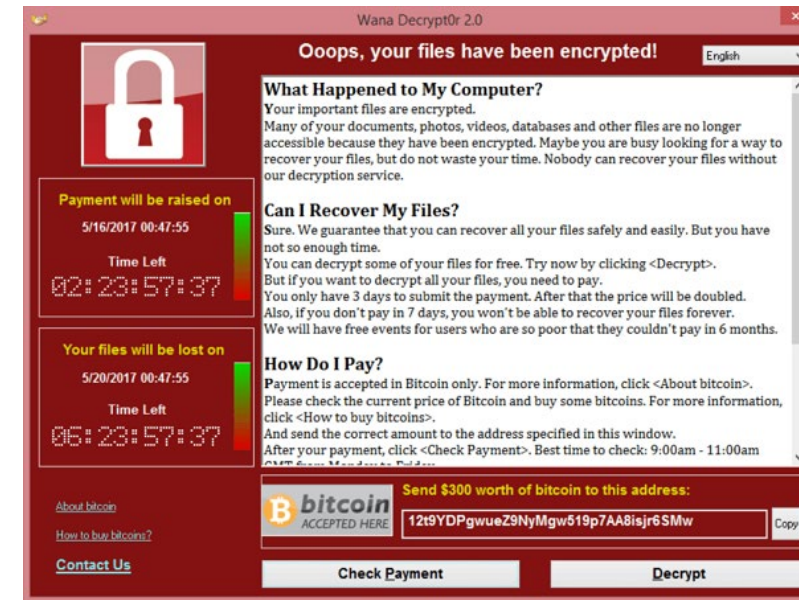 Wana Decrypt0r 2.0
Ooops, your files have been encrypted!
English
Payment will be raised on
5/16/2017 00:47:55
Time Left
02:23:57:37
Your files will be lost on
5/20/2017 00:47:55
Time Left
06:23:57:37
About bitcoin
How to buy bitcoins?
Contact Us
What Happened to My Computer?
Your important files are encrypted.
Many of your documents, photos, videos, databases and other files are no longer
accessible because they have been encrypted. Maybe you are busy looking for a way to
recover your files, but do not waste your time. Nobody can recover your files without
our decryption service.
Can I Recover My Files?
Sure. We guarantee that you can recover all your files safely and easily. But you have
not so enough time.
You can decrypt some of your files for free. Try now by clicking <Decrypt>.
But if you want to decrypt all your files, you need to pay.
You only have 3 days to submit the payment. After that the price will be doubled.
Also, if you don't pay in 7 days, you won't be able to recover your files forever.
We will have free events for users who are so poor that they couldn't pay in 6 months.
How Do I Pay?
Payment is accepted in Bitcoin only. For more information, click <About bitcoin>.
Please check the current price of Bitcoin and buy some bitcoins. For more information,
click <How to buy bitcoins>.
And send the correct amount to the address specified in this window.
After your payment, click <Check Payment>. Best time to check: 9:00am - 11:00am
GMT from Monday to Friday
bitcoin
ACCEPTED HERE
Send $300 worth of bitcoin to this address:
12t9YDPgwueZ9NyMgw519p7AA8isjr6SMw
Copy
Check Payment
Decrypt